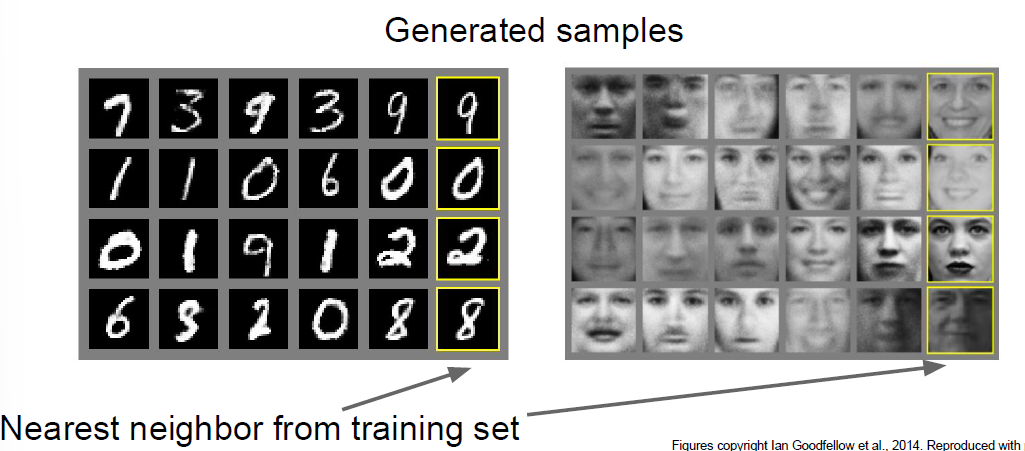 Generated samples
7 3 9 3 9 9
1 1 0 6 0 0
0 1 9 1 2 2
6 2 0 8 8
Nearest neighbor from training set
Figures copyright Ian Goodfellow et al., 2014. Reproduced with